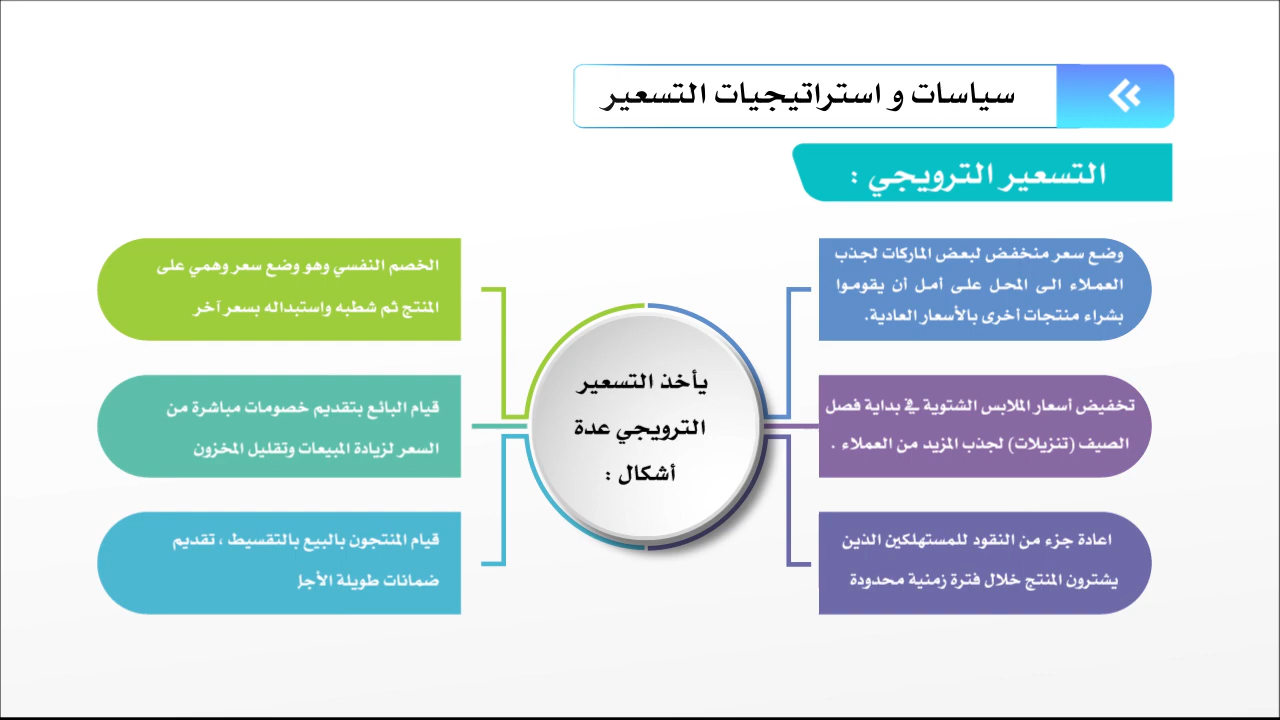 سياسات و استراتيجيات التسعير
التسعير الترويجي :
يأخذ التسعير
الترويجي عدة
أشكال :
وضع سعر منخفض لبعض الماركات لجذب
العملاء الى المحل على أمل أن يقوموا
بشراء منتجات أخرى بالأسعار العادية.
تخفيض أسعار الملابس الشتوية في بداية فصل
الصيف (تنزيلات) لجذب المزيد من العملاء .
اعادة جزء من النقود للمستهلكين الذين
يشترون المنتج خلال فترة زمنية محدودة
الخصم النفسي وهو وضع سعر وهمي على
المنتج ثم شطبه واستبداله بسعر آخر
قيام البائع بتقديم خصومات مباشرة من
السعر لزيادة المبيعات وتقليل المخزون
قيام المنتجون بالبيع بالتقسيط ، تقديم
ضمانات طويلة الأجل